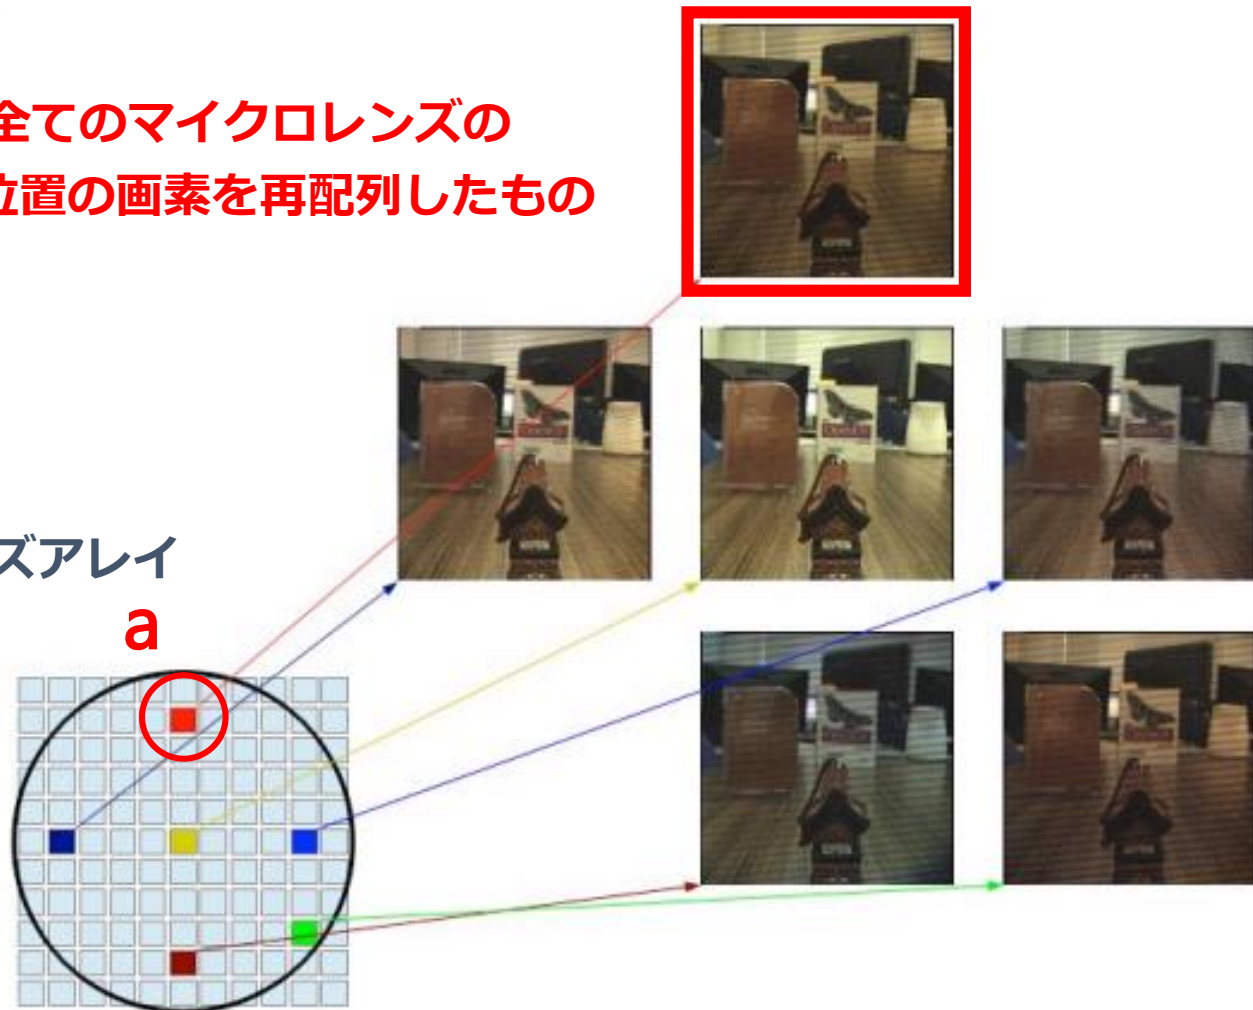 全てのマイクロレンズの
位置の画素を再配列したもの
ズアレイ
a